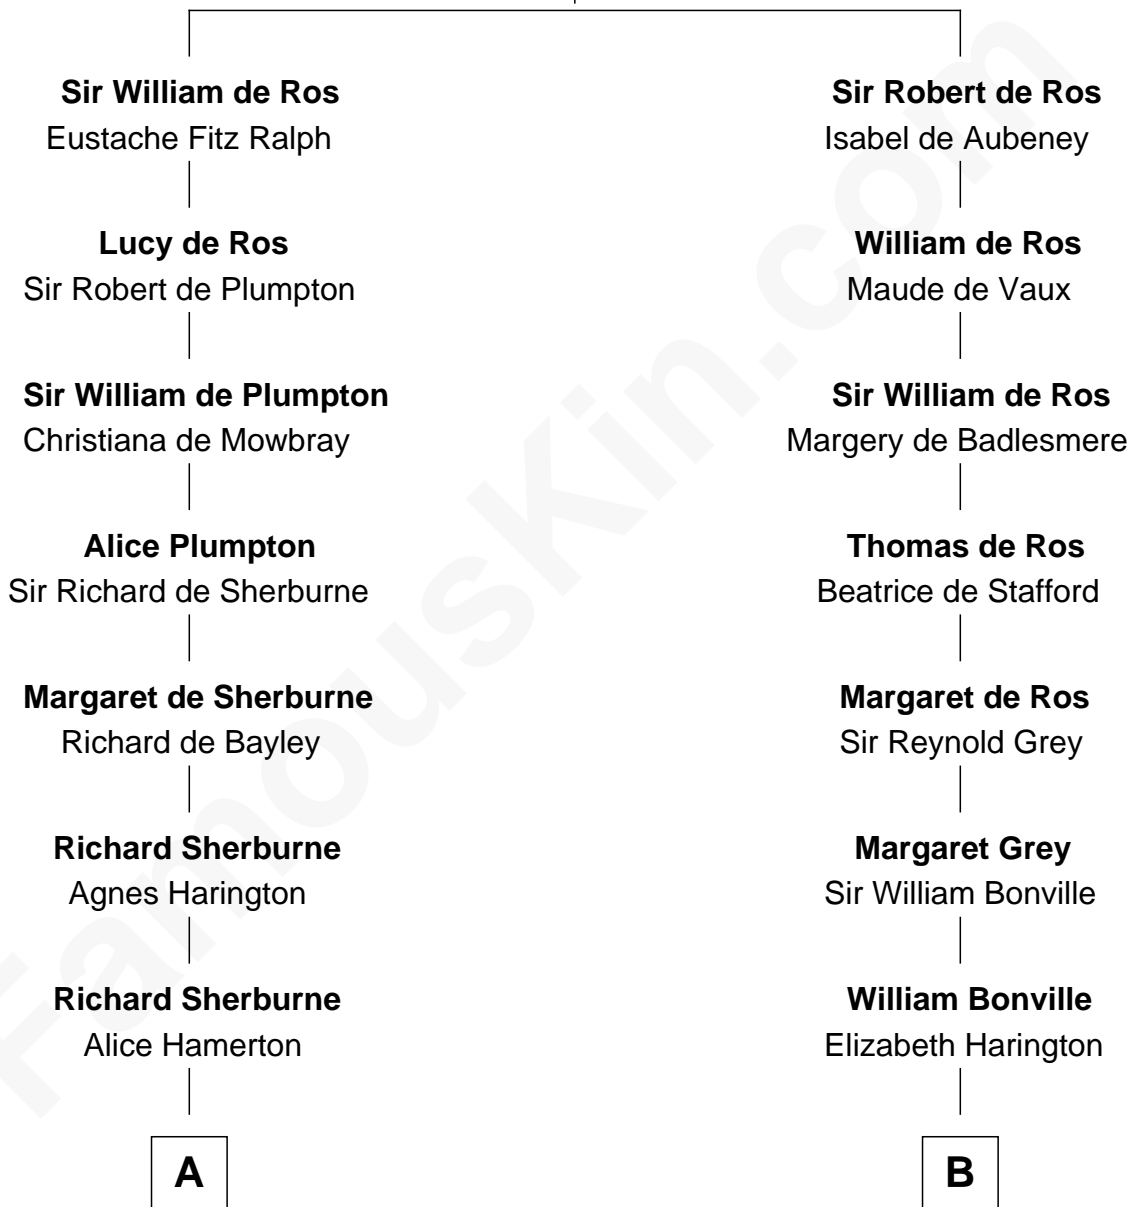 Sir William de Ros
Eustache Fitz Ralph
Lucy de Ros
Sir Robert de Plumpton
Sir William de Plumpton
Christiana de Mowbray
Alice Plumpton
Sir Richard de Sherburne
Margaret de Sherburne
Richard de Bayley
Richard Sherburne
Agnes Harington
Richard Sherburne
Alice Hamerton
A
Sir Robert de Ros
Isabel de Aubeney
William de Ros
Maude de Vaux
Sir William de Ros
Margery de Badlesmere
Thomas de Ros
Beatrice de Stafford
Margaret de Ros
Sir Reynold Grey
Margaret Grey
Sir William Bonville
William Bonville
Elizabeth Harington
B
FamousKin.com